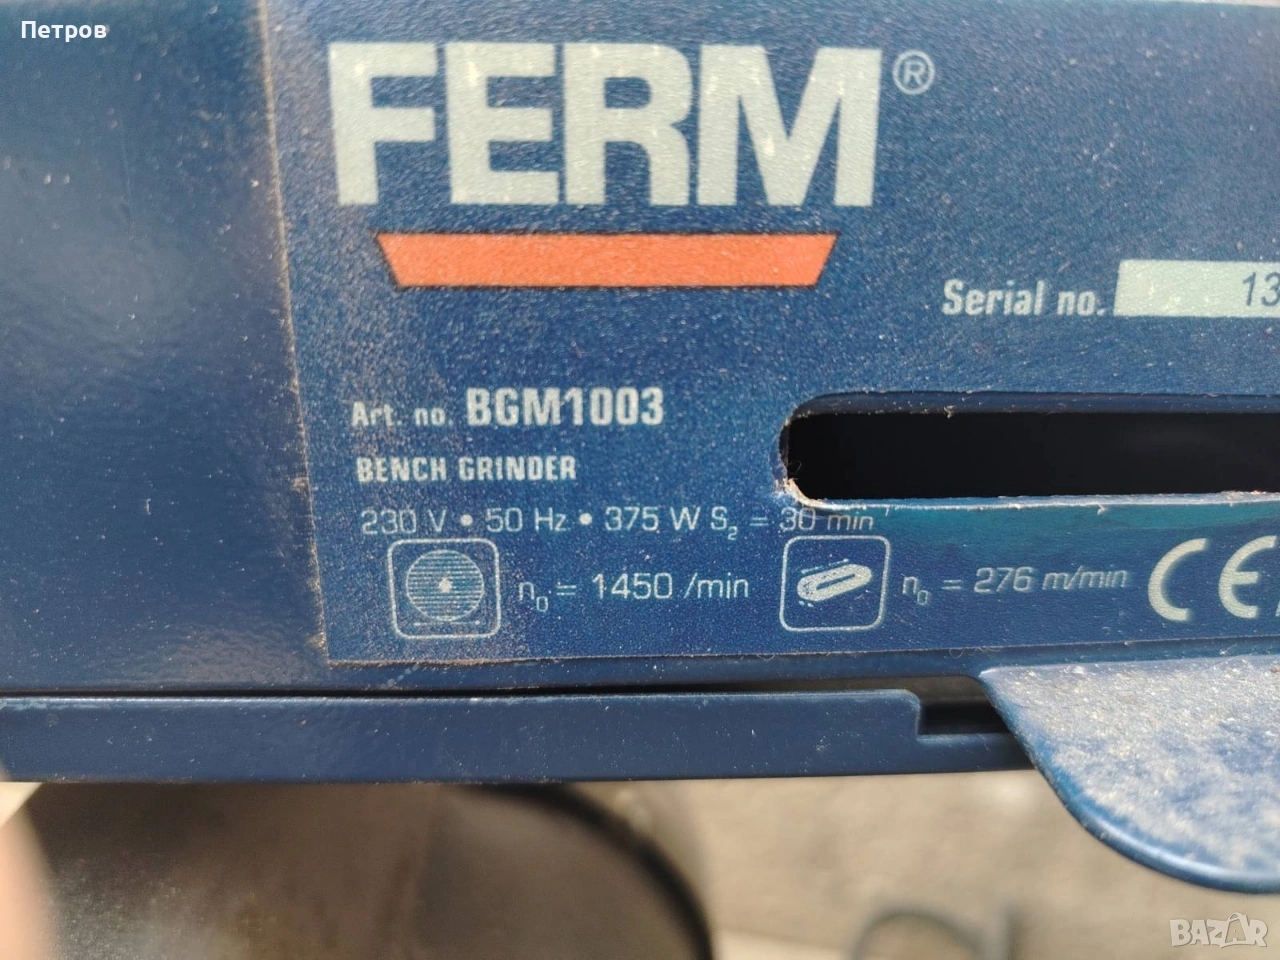 Петров
FERM®
Serial no. 13
Art. no. BGM1003
BENCH GRINDER
230 V • 50 Hz • 375 W S₂ = 30 min
n₀ = 1450 /min
n₀ = 276 m/min
CE
BAZAR